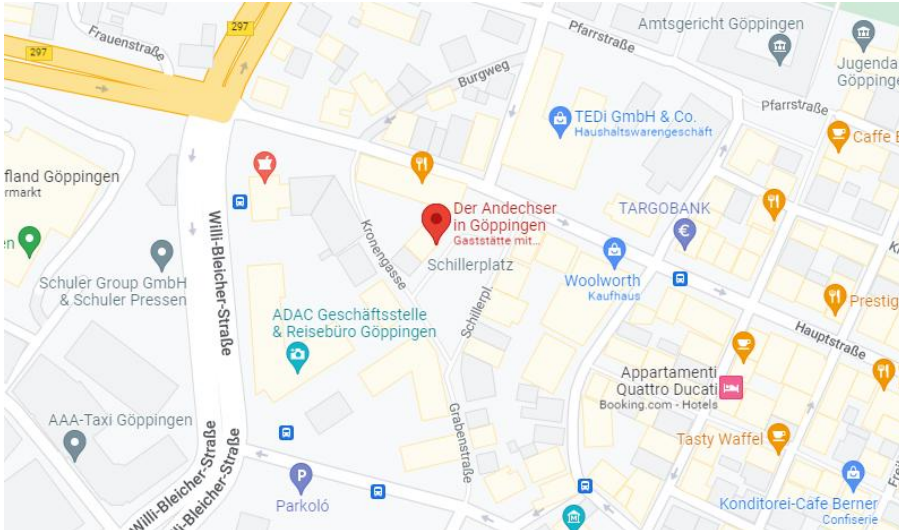 Frauenstraße
297
297
Pfarrstraße
Amtsgericht Göppingen
Jugenda
Göppinge
Burgweg
Pfarrstraße
TEDi GmbH & Co.
Haushaltswarengeschäft
Caffe B
fland Göppingen
ermarkt
en
Willi-Bleicher-Straße
Der Andechser
in Göppingen
Gaststätte mit...
TARGOBANK
Kronengasse
Schillerplatz
Schuler Group GmbH
& Schuler Pressen
Woolworth
Kaufhaus
Schillerpl.
Prestig
ADAC Geschäftsstelle
& Reisebüro Göppingen
Hauptstraße
Appartamenti
Quattro Ducati
Booking.com - Hotels
AAA-Taxi Göppingen
Grabenstraße
Tasty Waffel
Willi-Bleicher-Straße
Willi-Bleicher-Straße
P
Parkoló
Konditorei-Cafe Berner
Confiserie